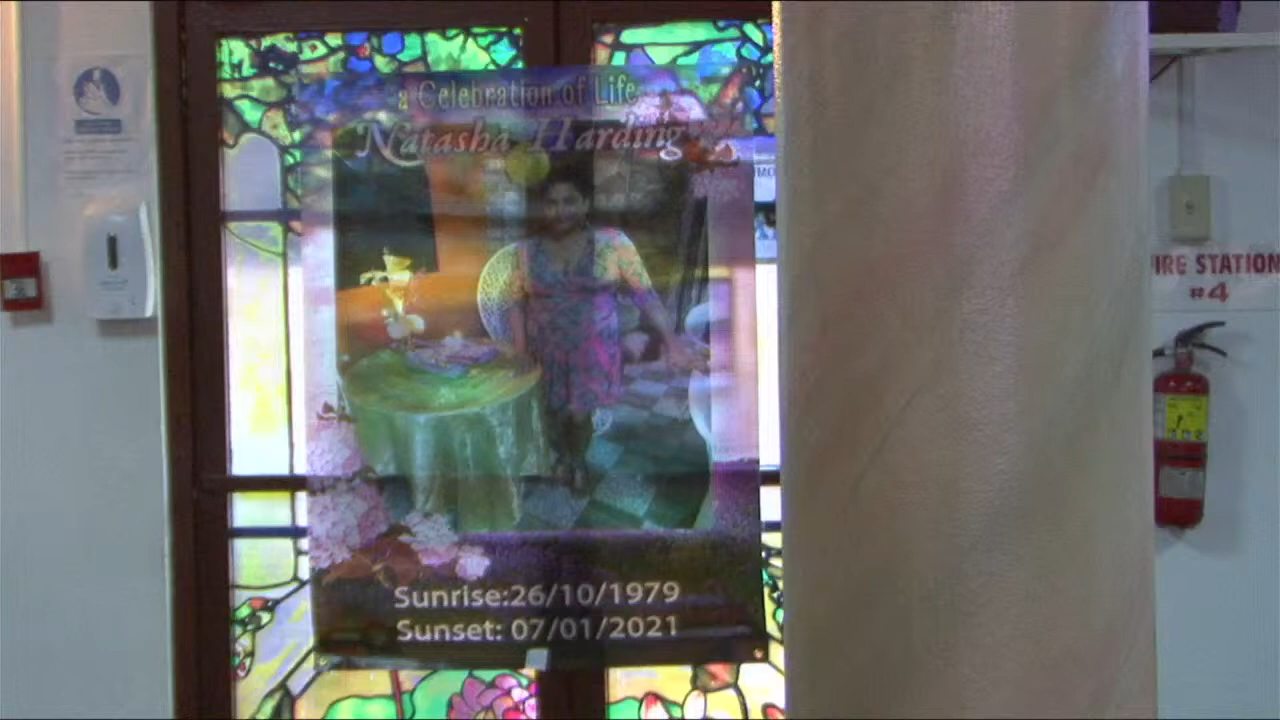 a Celebration of Life
Natasha Harding
Sunrise:26/10/1979
Sunset: 07/01/2021
IRE STATION
#4